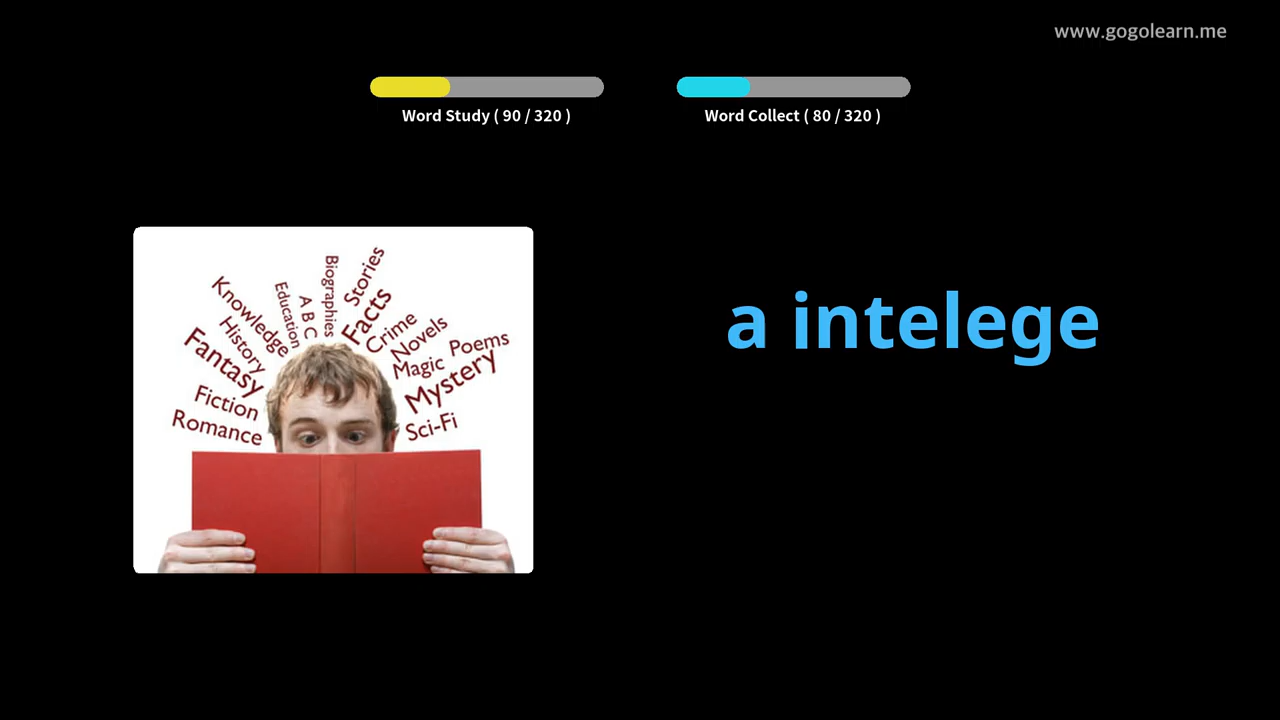 www.gogolearn.me
Word Study ( 90 / 320 )
Word Collect ( 80 / 320 )
a intelege
Knowledge
History
Fantasy
Fiction
Romance
Education
A B C
Biographies
Stories
Facts
Crime
Novels
Magic
Poems
Mystery
Sci-Fi